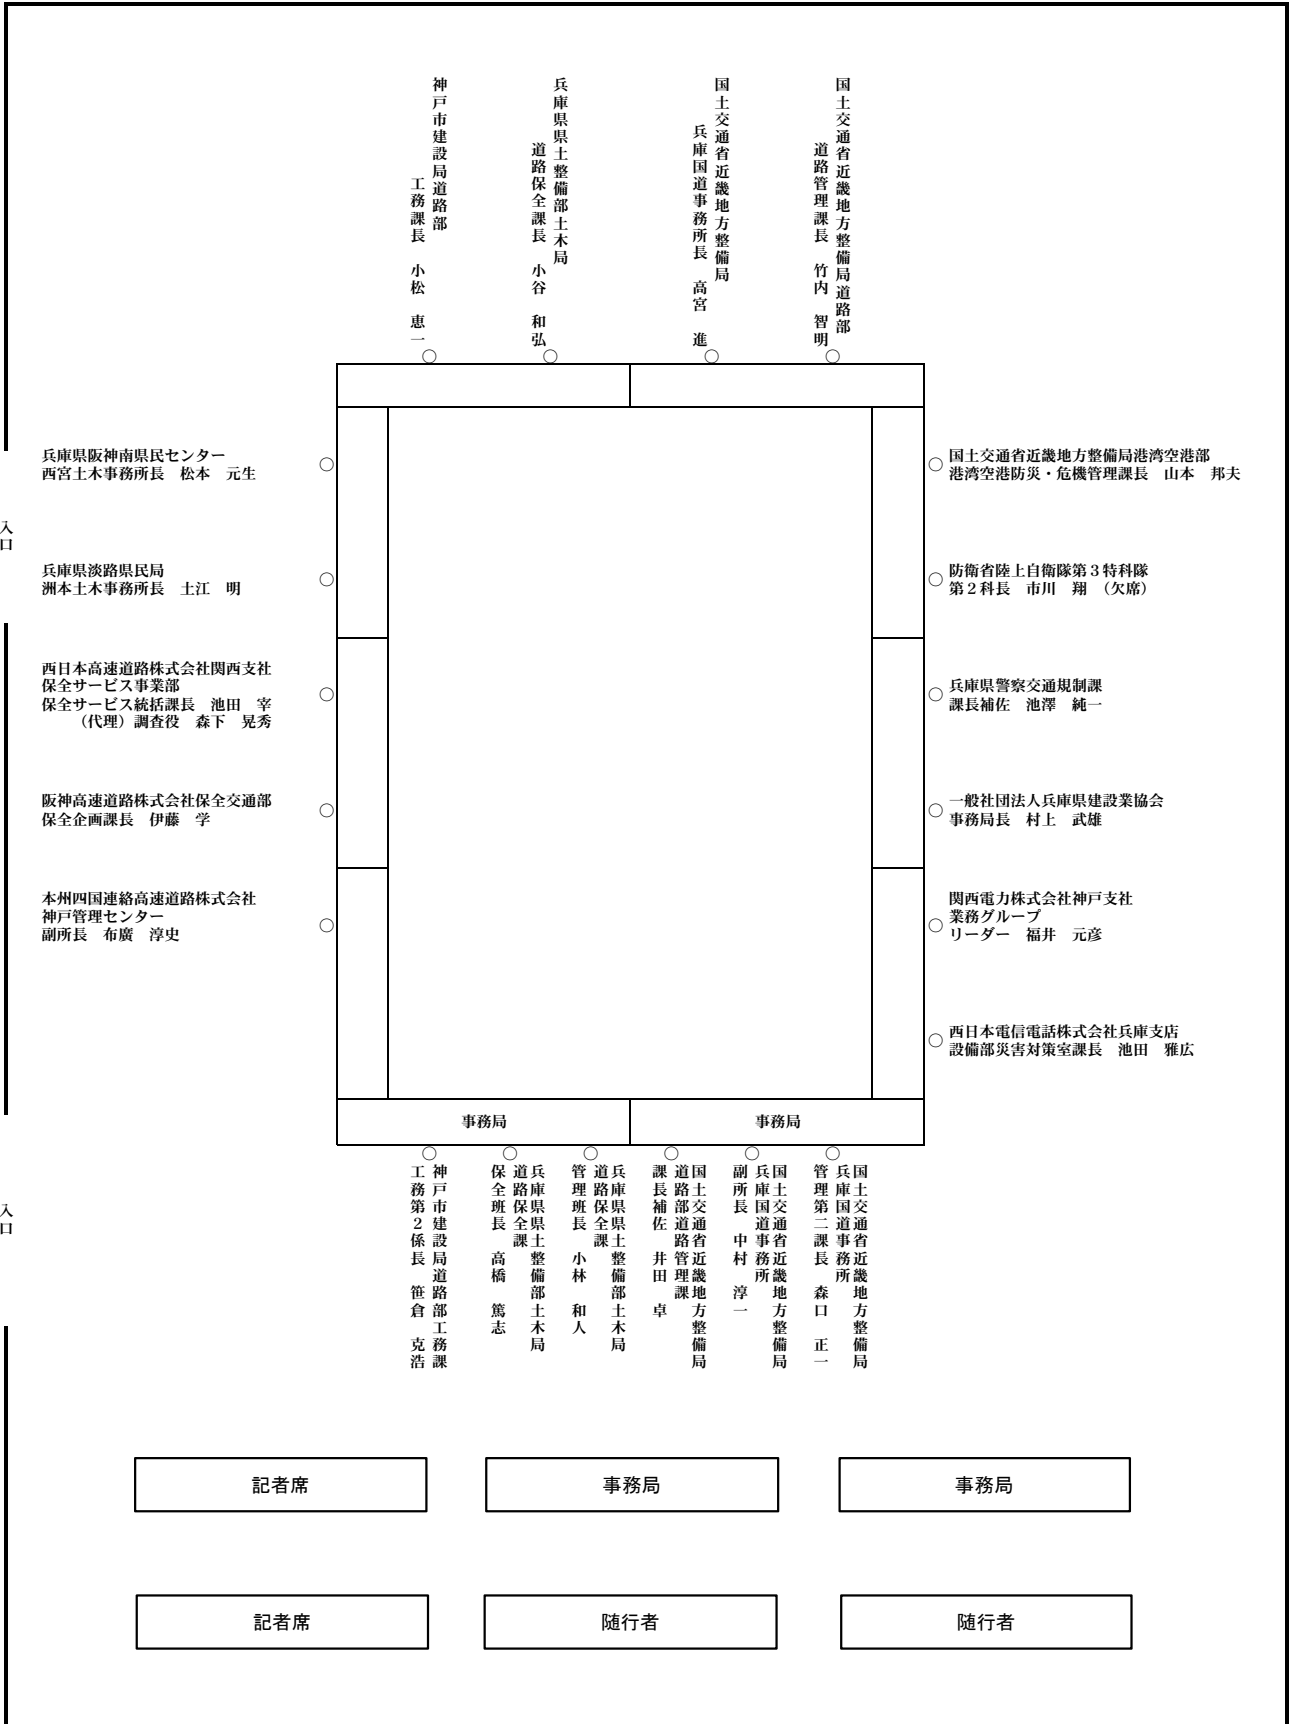 国土交通省近畿地方整備局道路部
道路管理課長　竹内　智明
国土交通省近畿地方整備局
兵庫国道事務所長　高宮　進
兵庫県県土整備部土木局
道路保全課長　小谷　和弘
神戸市建設局道路部
工務課長　小松　恵一
兵庫県阪神南県民センター
西宮土木事務所長　松本　元生
入口
兵庫県淡路県民局
洲本土木事務所長　土江　明
西日本高速道路株式会社関西支社
保全サービス事業部
保全サービス統括課長　池田　宰
（代理）調査役　森下　晃秀
阪神高速道路株式会社保全交通部
保全企画課長　伊藤　学
本州四国連絡高速道路株式会社
神戸管理センター
副所長　布廣　淳史
国土交通省近畿地方整備局港湾空港部
港湾空港防災・危機管理課長　山本　邦夫
防衛省陸上自衛隊第３特科隊
第２科長　市川　翔　（欠席）
兵庫県警察交通規制課
課長補佐　池澤　純一
一般社団法人兵庫県建設業協会
事務局長　村上　武雄
関西電力株式会社神戸支社
業務グループ
リーダー　福井　元彦
西日本電信電話株式会社兵庫支店
設備部災害対策室課長　池田　雅広
事務局
事務局
入口
国土交通省近畿地方整備局
兵庫国道事務所
管理第二課長　森口　正一
国土交通省近畿地方整備局
兵庫国道事務所
副所長　中村　淳一
国土交通省近畿地方整備局
道路部道路管理課
課長補佐　井田　卓
兵庫県県土整備部土木局
道路保全課
管理班長　小林　和人
兵庫県県土整備部土木局
道路保全課
保全班長　高橋　篤志
神戸市建設局道路部工務課
工務第２係長　笹倉　克浩
記者席
事務局
事務局
記者席
随行者
随行者